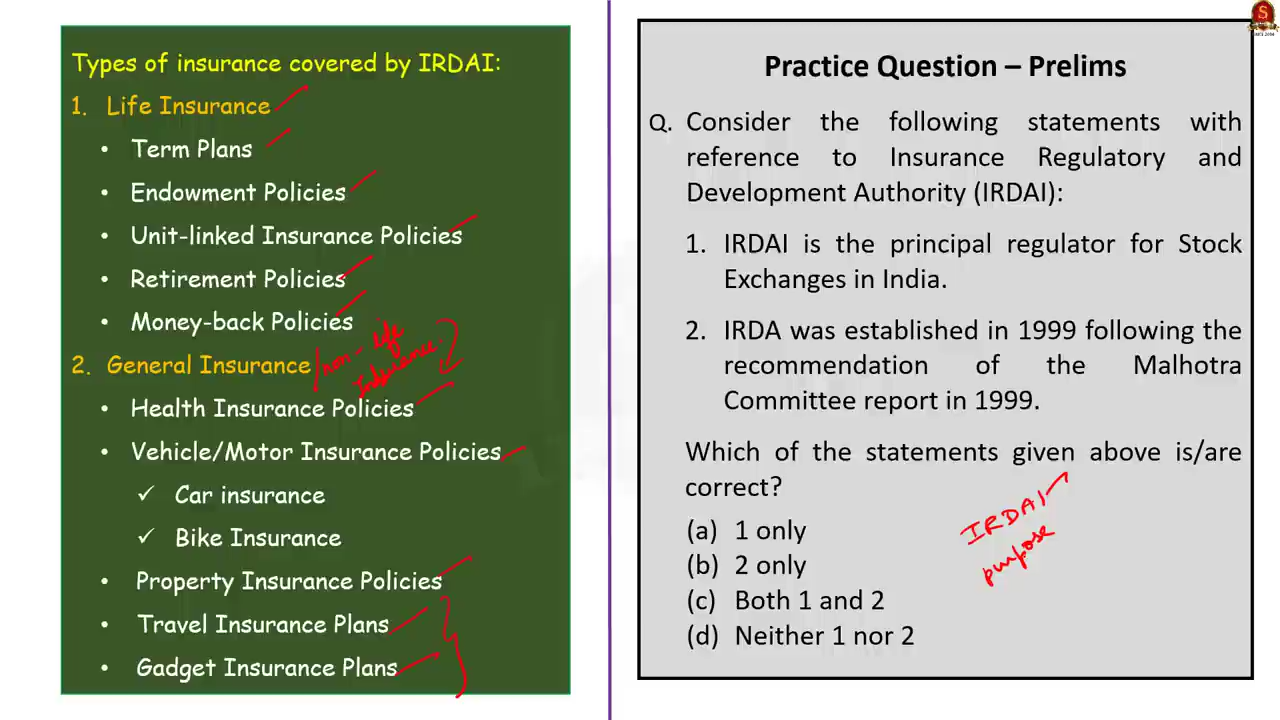 Types of insurance covered by IRDAI:
1. Life Insurance
• Term Plans
• Endowment Policies
• Unit-linked Insurance Policies
• Retirement Policies
• Money-back Policies
2. General Insurance /non-life Insurance.
• Health Insurance Policies
• Vehicle/Motor Insurance Policies
✓ Car insurance
✓ Bike Insurance
• Property Insurance Policies
• Travel Insurance Plans
• Gadget Insurance Plans
Practice Question – Prelims
Q. Consider the following statements with
reference to Insurance Regulatory and
Development Authority (IRDAI):
1. IRDAI is the principal regulator for Stock
Exchanges in India.
2. IRDA was established in 1999 following the
recommendation of the Malhotra
Committee report in 1999.
Which of the statements given above is/are
correct?
(a) 1 only
(b) 2 only
(c) Both 1 and 2
(d) Neither 1 nor 2
IRDAI
purpose
S